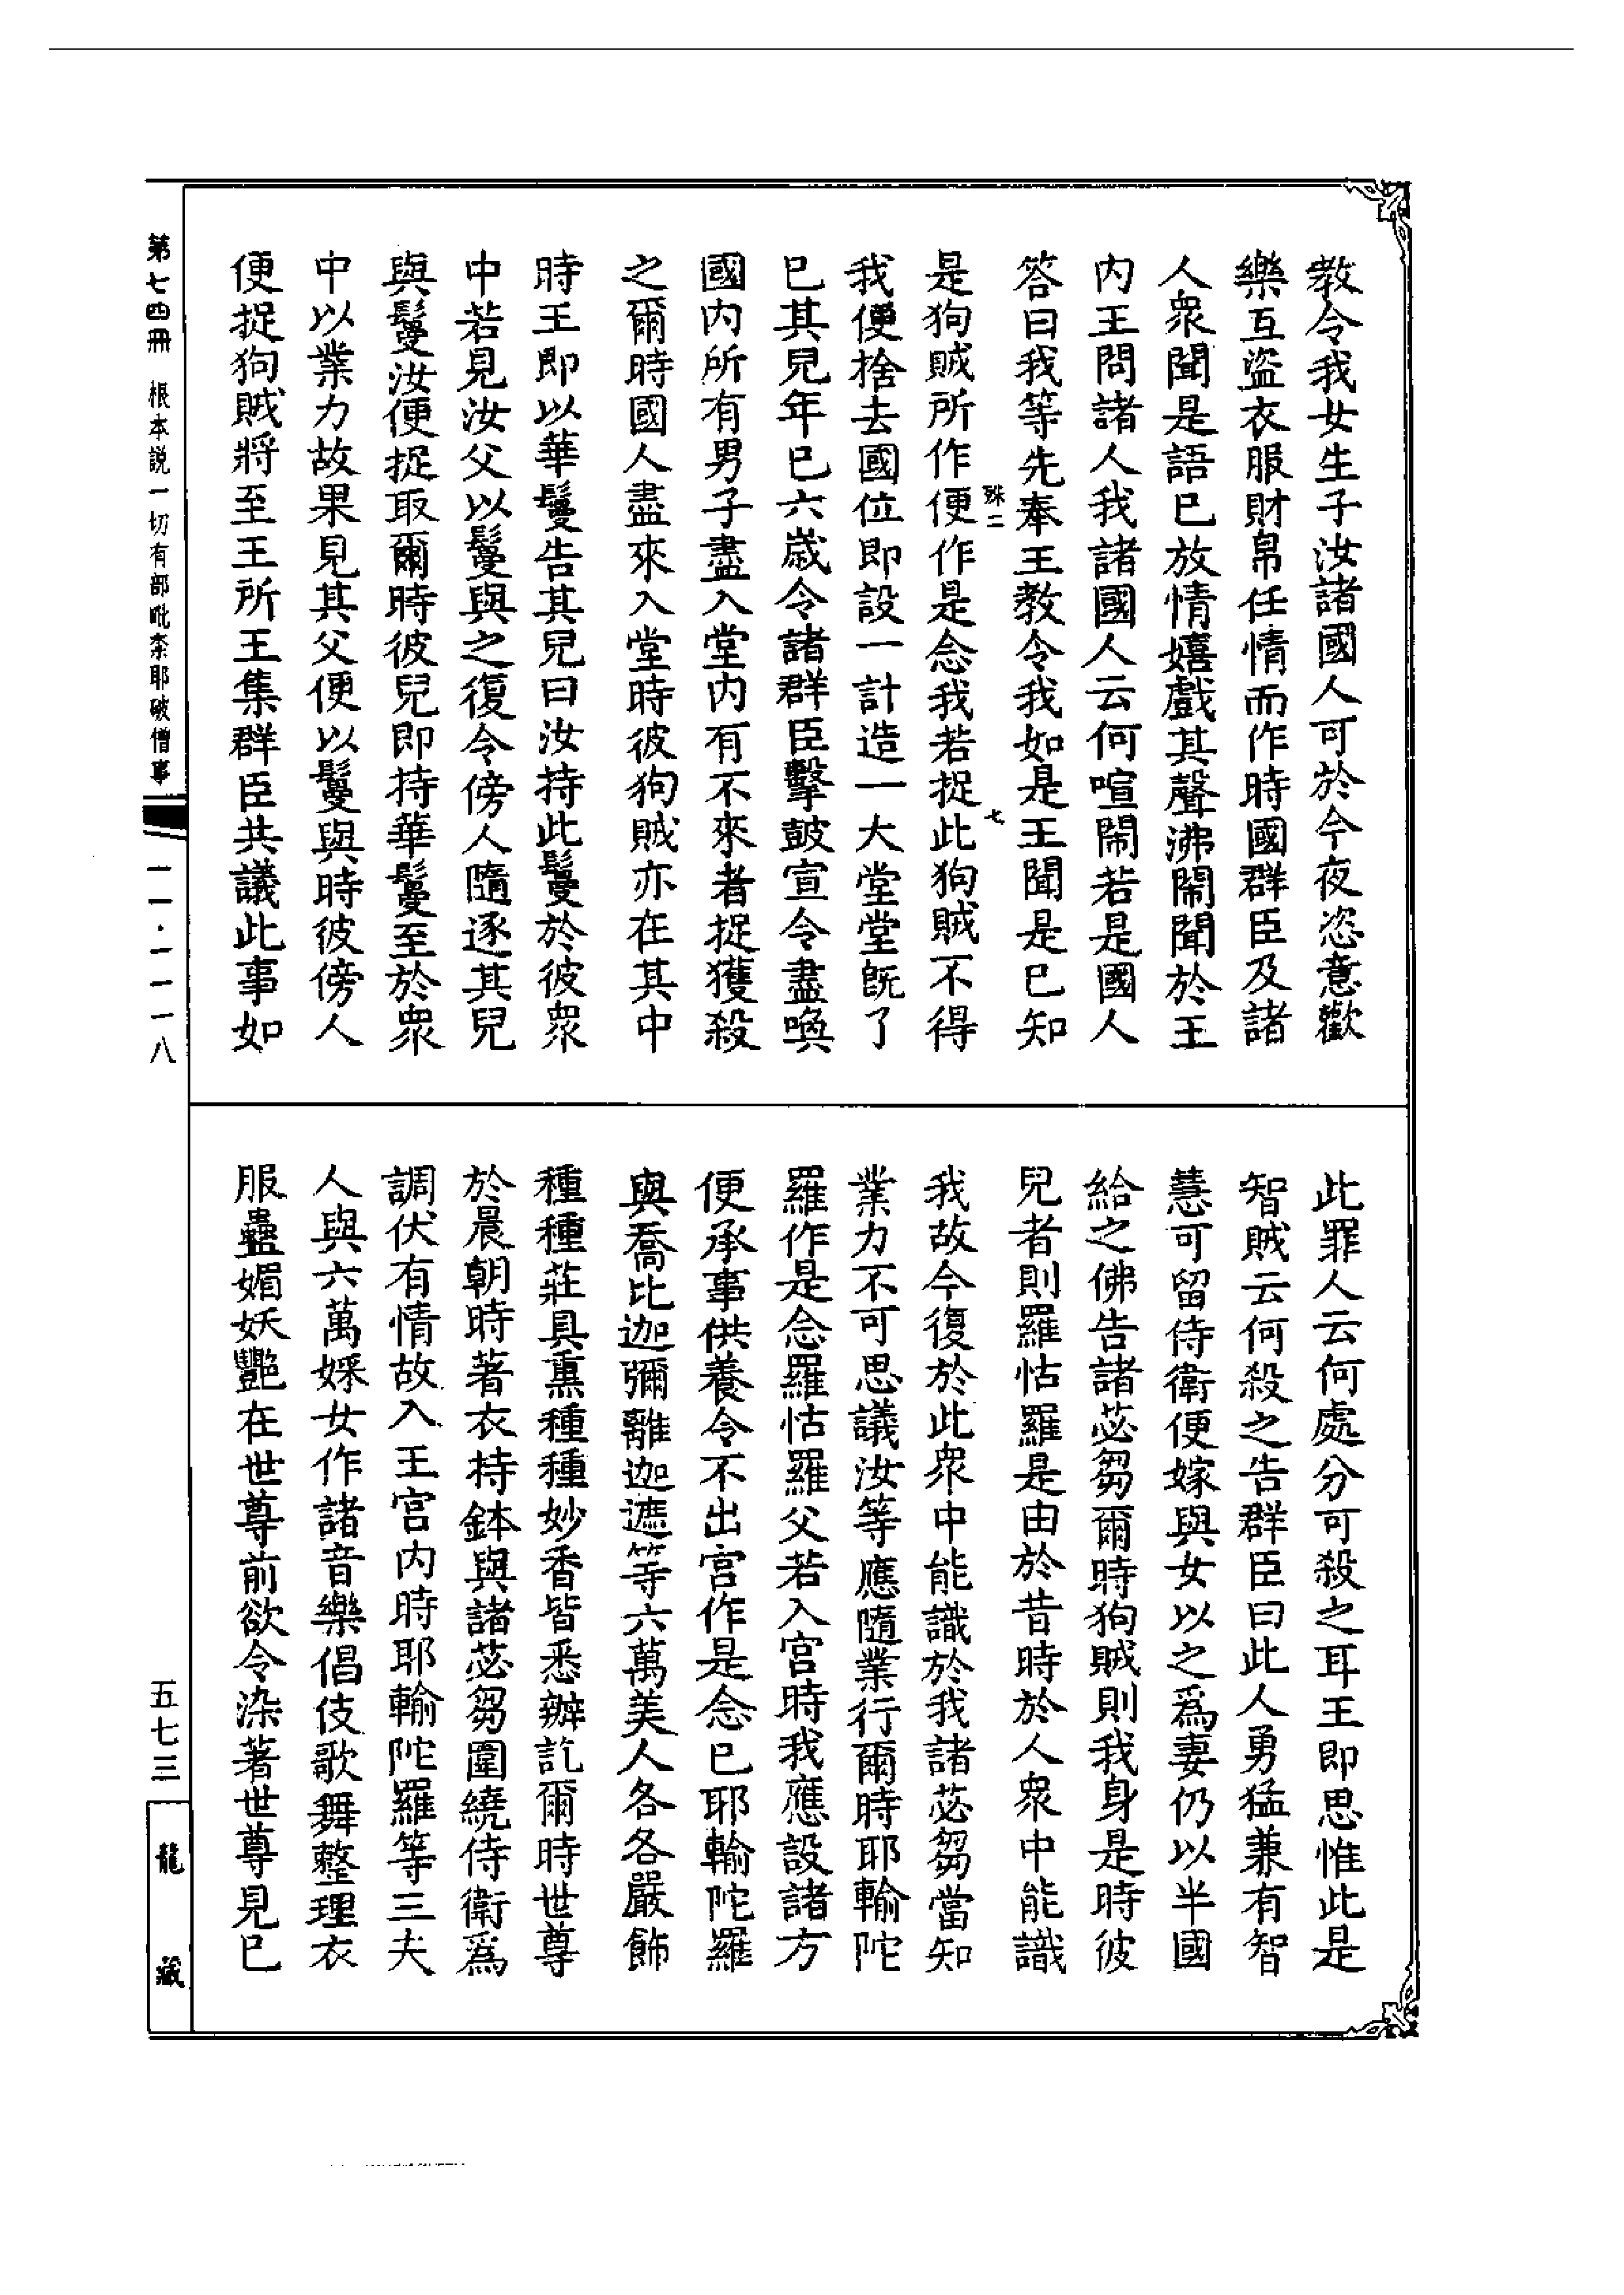 教令我女生子汝諸國人可於今夜恣意歡
樂互盜衣服財帛任情而作時國群臣及諸
人衆聞是語已放情嬉戲其聲沸鬧聞於王
内王問諸人我諸國人云何喧鬧若是國人
答曰我等先奉王教令我如是王聞是已知
殊二
七
是狗賊所作便作是念我若捉此狗賊不得
我便捨去國位即設一計造一大堂堂既了
已其兒年已六歲令諸群臣擊鼓宣令盡喚
國内所有男子盡入堂内有不來者捉獲殺
之爾時國人盡來入堂時彼狗賊亦在其中
時王即以華鬘告其兒曰汝持此鬘於彼衆
中若見汝父以鬘與之復令傍人隨逐其兒
與鬘汝便捉取爾時彼兒即持華鬘至於衆
中以業力故果見其父便以鬘與時彼傍人
便捉狗賊將至王所王集群臣共議此事如
此罪人云何處分可殺之耳王即思惟此是
智賊云何殺之告群臣曰此人勇猛兼有智
慧可留侍衛便嫁與女以之爲妻仍以半國
給之佛告諸苾芻爾時狗賊則我身是時彼
兒者則羅怙羅是由於昔時於人衆中能識
我故今復於此衆中能識於我諸苾芻當知
業力不可思議汝等應隨業行爾時耶輸陀
羅作是念羅怙羅父若入宫時我應設諸方
便承事供養令不出宫作是念已耶輸陀羅
與喬比迦彌離迦遮等六萬美人各各嚴飾
種種莊具熏種種妙香皆悉辦訖爾時世尊
於晨朝時著衣持鉢與諸苾芻圍繞侍衛爲
調伏有情故入王宫内時耶輸陀羅等三夫
人與六萬婇女作諸音樂倡伎歌舞整理衣
服蠱媚妖豔在世尊前欲令染著世尊見已
第七四冊 根本説一切有部毗柰耶破僧事
一一·一一一八
五七三
龍藏